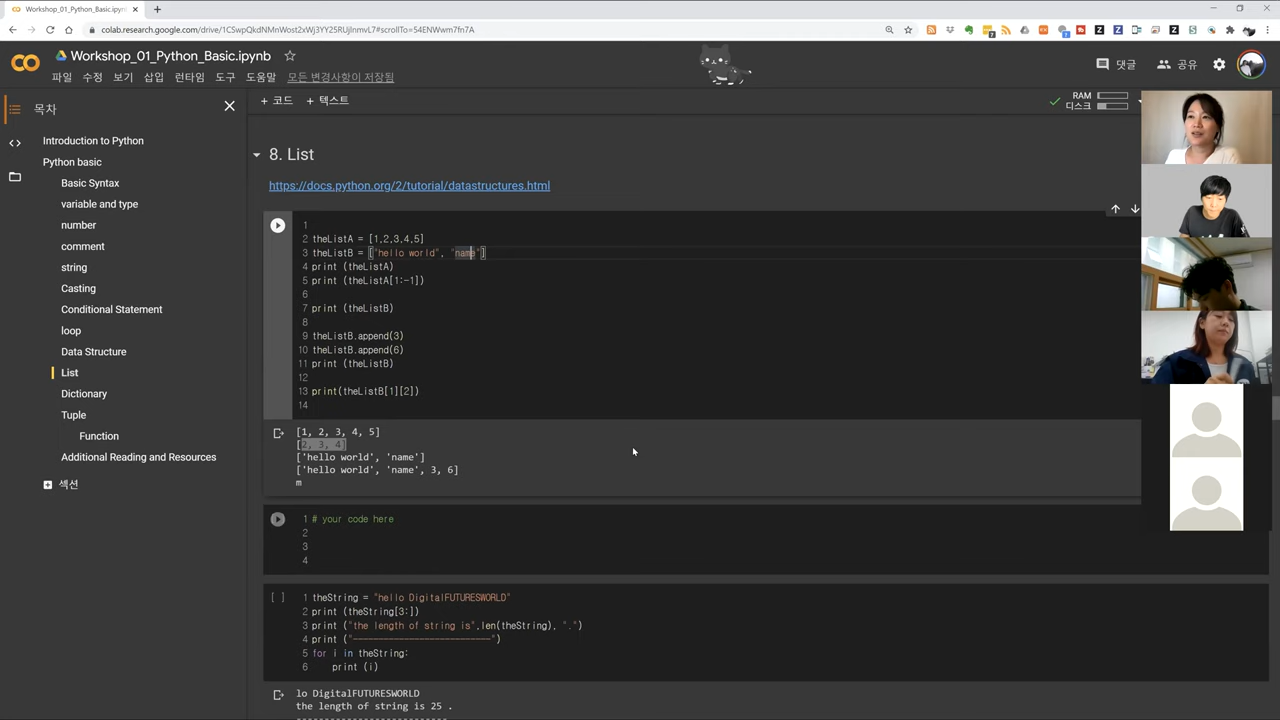 Workshop_01_Python_Basic.ipynb
colab.research.google.com/drive/1CSwpQkdNMnWost2xWj3YY25RUjlnmvL7#scrollTo=54ENWwm7fn7A
Workshop_01_Python_Basic.ipynb
파일 수정 보기 삽입 런타임 도구 도움말 모든 변경사항이 저장됨
댓글 공유
목차
+ 코드 + 텍스트
RAM
디스크
Introduction to Python
Python basic
Basic Syntax
variable and type
number
comment
string
Casting
Conditional Statement
loop
Data Structure
List
Dictionary
Tuple
Function
Additional Reading and Resources
섹션
8. List
https://docs.python.org/2/tutorial/datastructures.html
1
2 theListA = [1,2,3,4,5]
3 theListB = ["hello world", "name"]
4 print (theListA)
5 print (theListA[1:-1])
6
7 print (theListB)
8
9 theListB.append(3)
10 theListB.append(6)
11 print (theListB)
12
13 print(theListB[1][2])
14
[1, 2, 3, 4, 5]
[2, 3, 4]
['hello world', 'name']
['hello world', 'name', 3, 6]
m
1 # your code here
2
3
4
[ ]
1 theString = "hello DigitalFUTURESWORLD"
2 print (theString[3:])
3 print ("the length of string is",len(theString), ".")
4 print ("--------------------------")
5 for i in theString:
6 print (i)
lo DigitalFUTURESWORLD
the length of string is 25 .